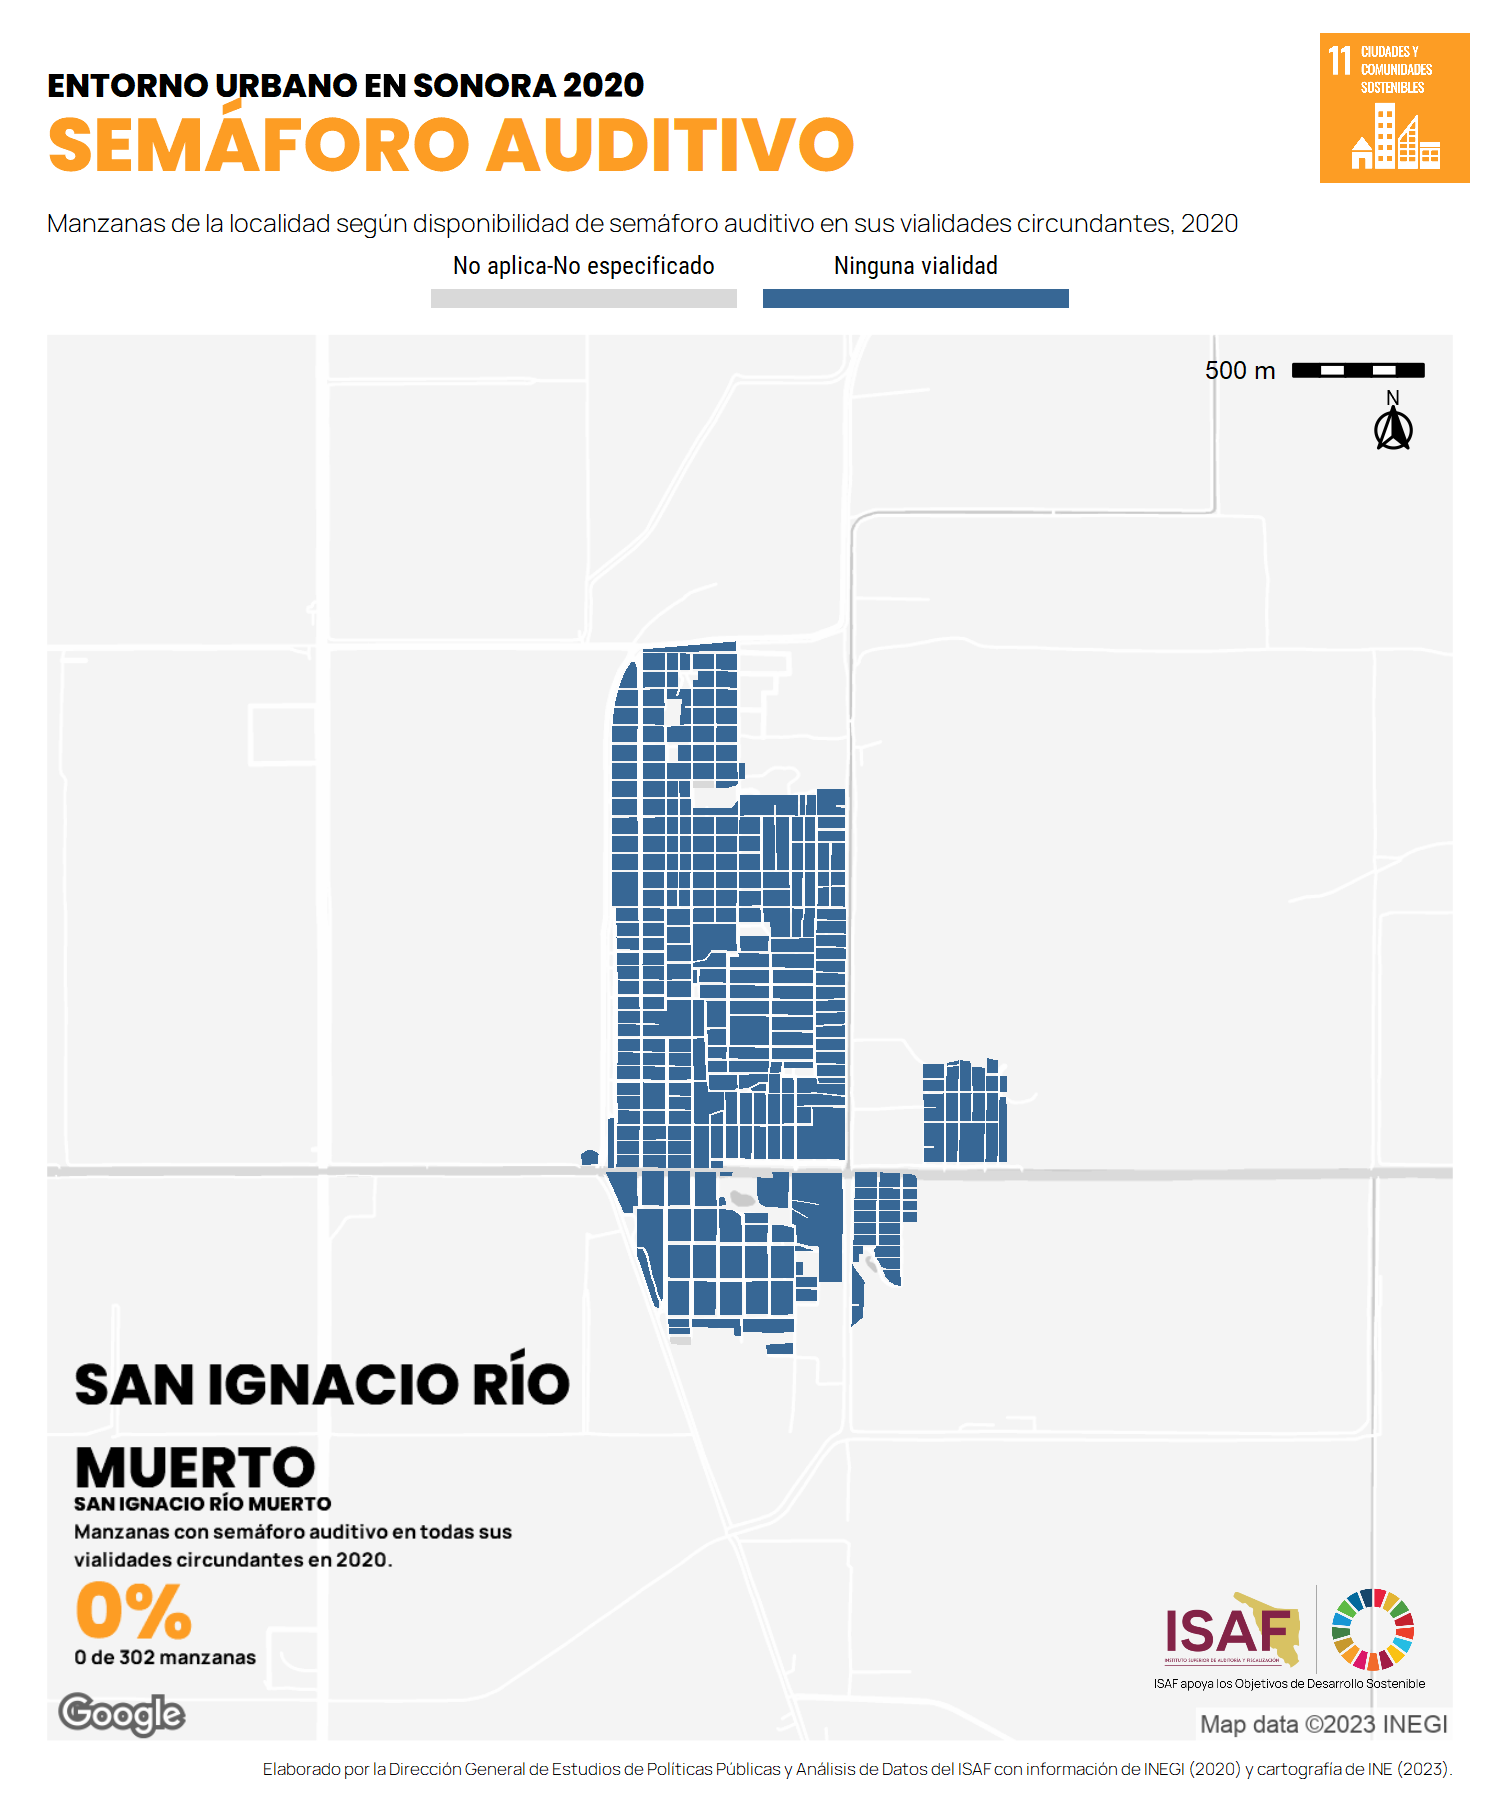 ENTORNO URBANO EN SONORA 2020
SEMÁFORO AUDITIVO
11 CIUDADES Y
COMUNIDADES
SOSTENIBLES
Manzanas de la localidad según disponibilidad de semáforo auditivo en sus vialidades circundantes, 2020
No aplica-No especificado
Ninguna vialidad
500 m
N
SAN IGNACIO RÍO
MUERTO
SAN IGNACIO RÍO MUERTO
Manzanas con semáforo auditivo en todas sus
vialidades circundantes en 2020.
0%
0 de 302 manzanas
Google
ISAF
INSTITUTO SUPERIOR DE AUDITORÍA Y FISCALIZACIÓN
ISAF apoya los Objetivos de Desarrollo Sostenible
Map data ©2023 INEGI
Elaborado por la Dirección General de Estudios de Políticas Públicas y Análisis de Datos del ISAF con información de INEGI (2020) y cartografía de INE (2023).